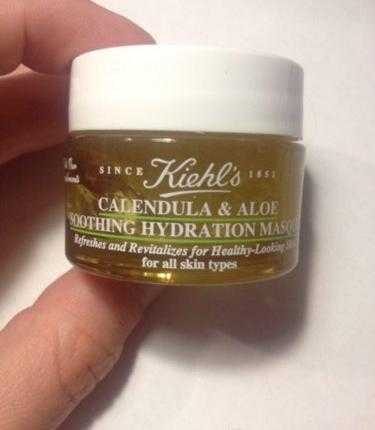 SINCE Kiehl's 1851
CALENDULA & ALOE
SOOTHING HYDRATION MASQ
Refreshes and Revitalizes for Healthy-Looking
for all skin types